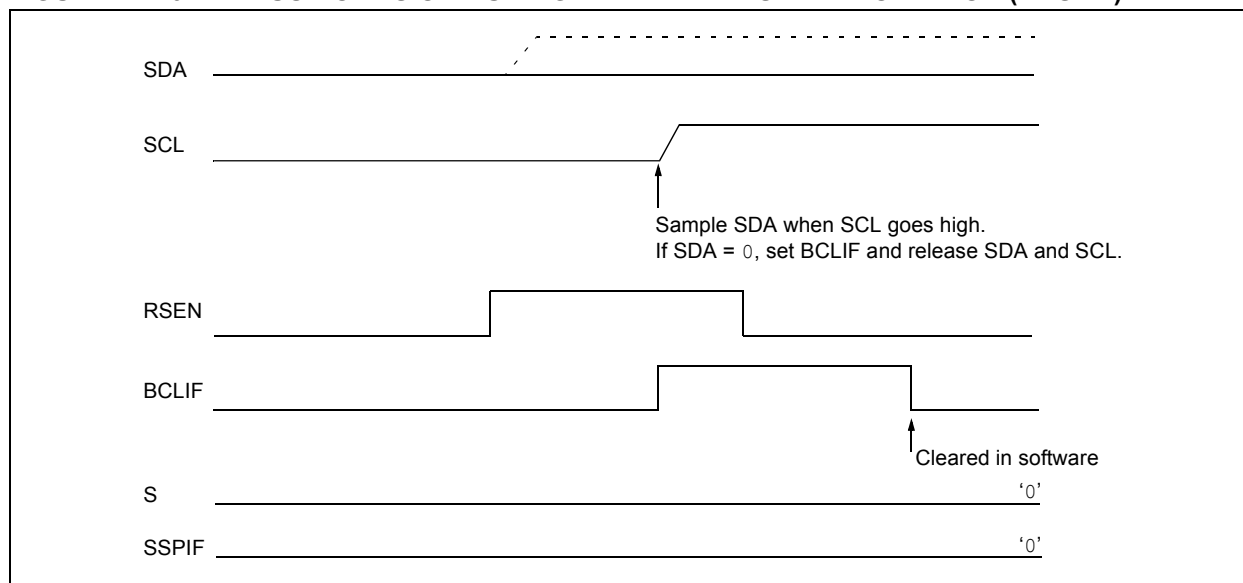 SDA
SCL
Sample SDA when SCL goes high.
If SDA = 0, set BCLIF and release SDA and SCL.
RSEN
BCLIF
Cleared in software
S
‘0’
SSPIF
‘0’